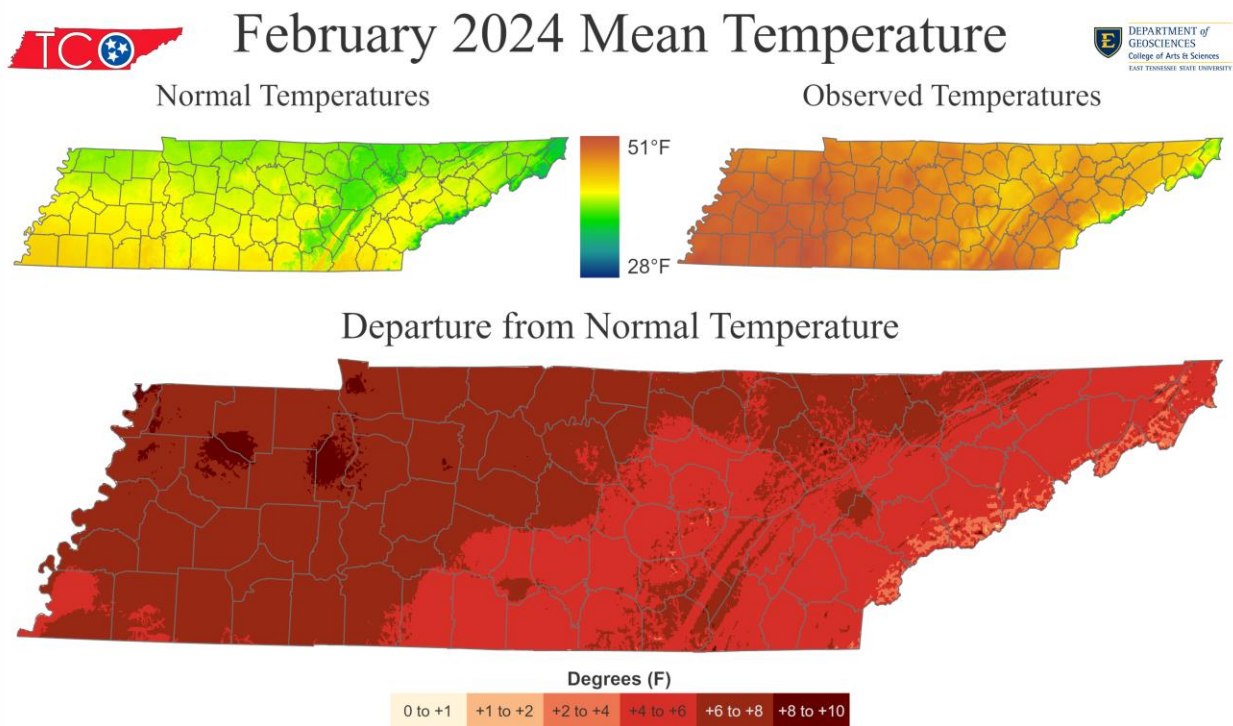 TCO
February 2024 Mean Temperature
E
DEPARTMENT of
GEOSCIENCES
College of Arts & Sciences
EAST TENNESSEE STATE UNIVERSITY
Normal Temperatures
Observed Temperatures
51°F
28°F
Departure from Normal Temperature
Degrees (F)
0 to +1 +1 to +2 +2 to +4 +4 to +6 +6 to +8 +8 to +10